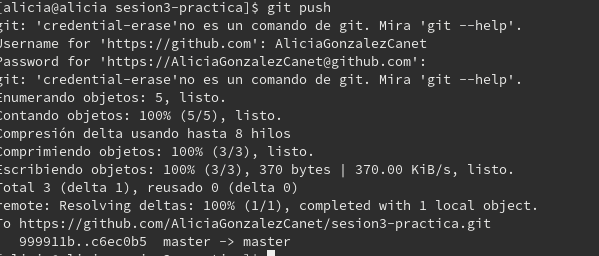 [alicia@alicia sesion3-practica]$ git push
git: 'credential-erase'no es un comando de git. Mira 'git --help'.
Username for 'https://github.com': AliciaGonzalezCanet
Password for 'https://AliciaGonzalezCanet@github.com':
git: 'credential-erase'no es un comando de git. Mira 'git --help'.
Enumerando objetos: 5, listo.
Contando objetos: 100% (5/5), listo.
Compresión delta usando hasta 8 hilos
Comprimiendo objetos: 100% (3/3), listo.
Escribiendo objetos: 100% (3/3), 370 bytes | 370.00 KiB/s, listo.
Total 3 (delta 1), reusado 0 (delta 0)
remote: Resolving deltas: 100% (1/1), completed with 1 local object.
To https://github.com/AliciaGonzalezCanet/sesion3-practica.git
   999911b..c6ec0b5  master -> master